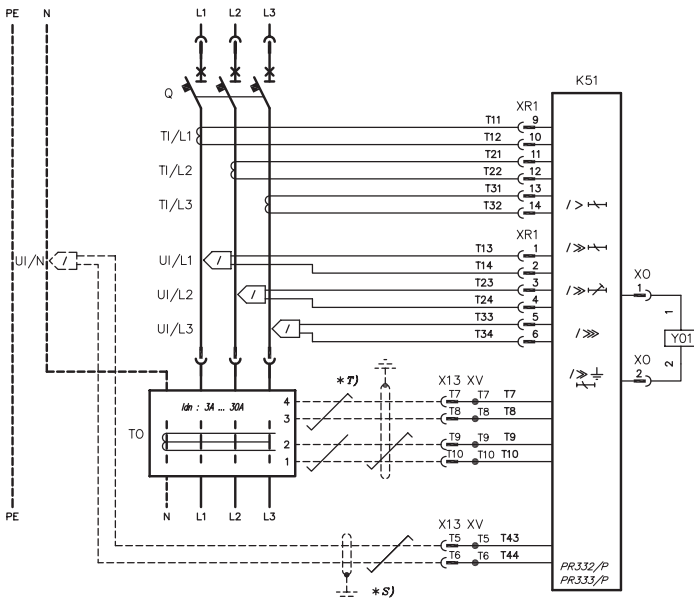 PE N L1 L2 L3
K51
Q
XR1
T11 9
TI/L1 T12 10
T21 11
TI/L2 T22 12
T31 13
TI/L3 T32 14
I>
XR1
T13 1
I≫
UI/N I UI/L1 I T14 2
T23 3 XO
1
UI/L2 I T24 4 I≫
T33 5 1
UI/L3 I T34 6 I⋙ Y01
2
XO
2
I≫
*T) X13 XV
Idn : 3A ... 30A 4 T7 T7 T7
3 T8 T8 T8
TO
2 T9 T9 T9
1 T10 T10 T10
PE N L1 L2 L3
X13 XV
T5 T5 T43
T6 T6 T44
PR332/P
PR333/P
*S)